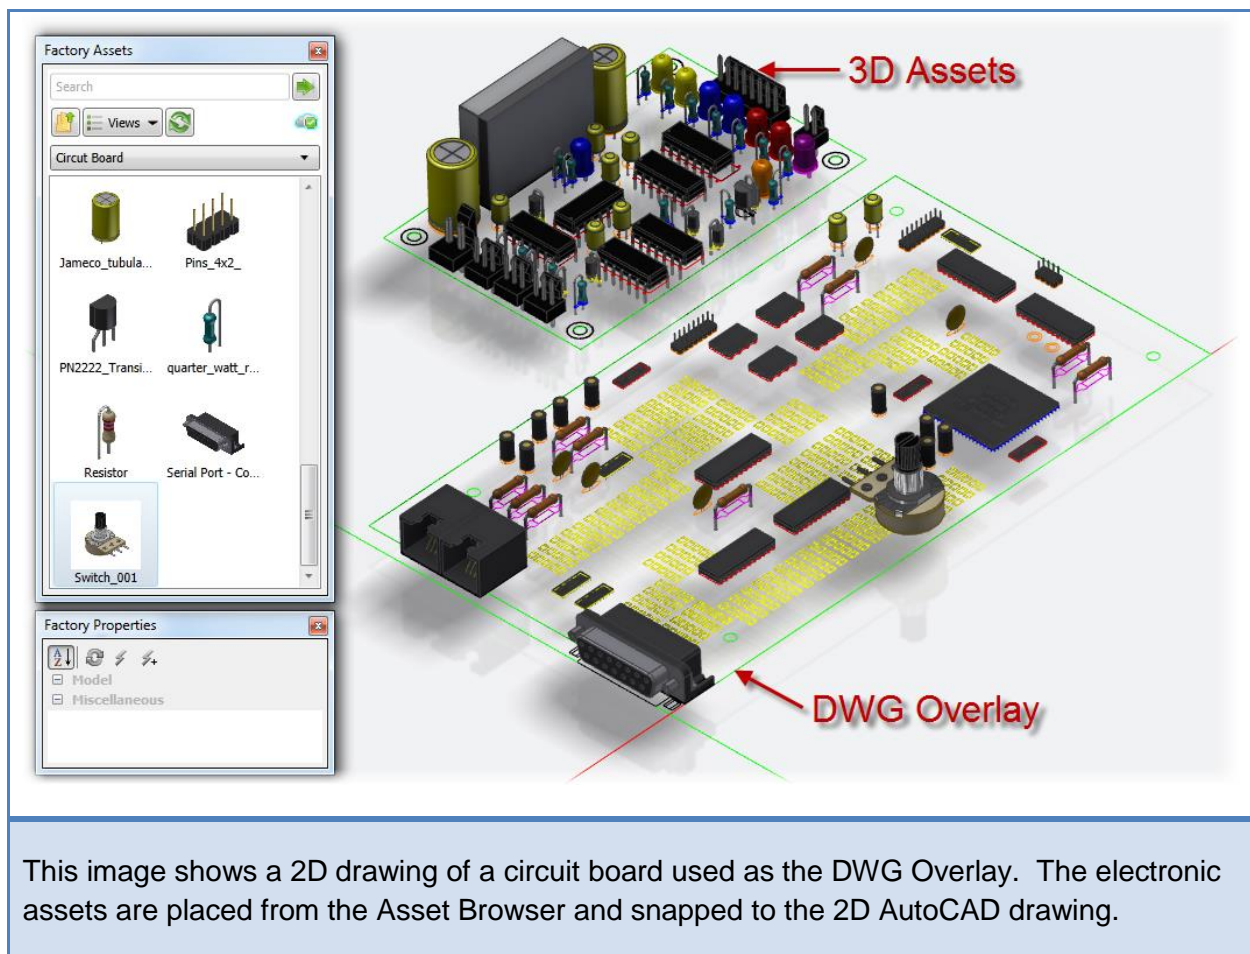 Factory Assets
Search
Views
Circut Board
Jameco_tubula...
Pins_4x2_
PN2222_Transi...
quarter_watt_r...
Resistor
Serial Port - Co...
Switch_001
Factory Properties
Model
Miscellaneous
3D Assets
DWG Overlay
This image shows a 2D drawing of a circuit board used as the DWG Overlay.  The electronic
assets are placed from the Asset Browser and snapped to the 2D AutoCAD drawing.